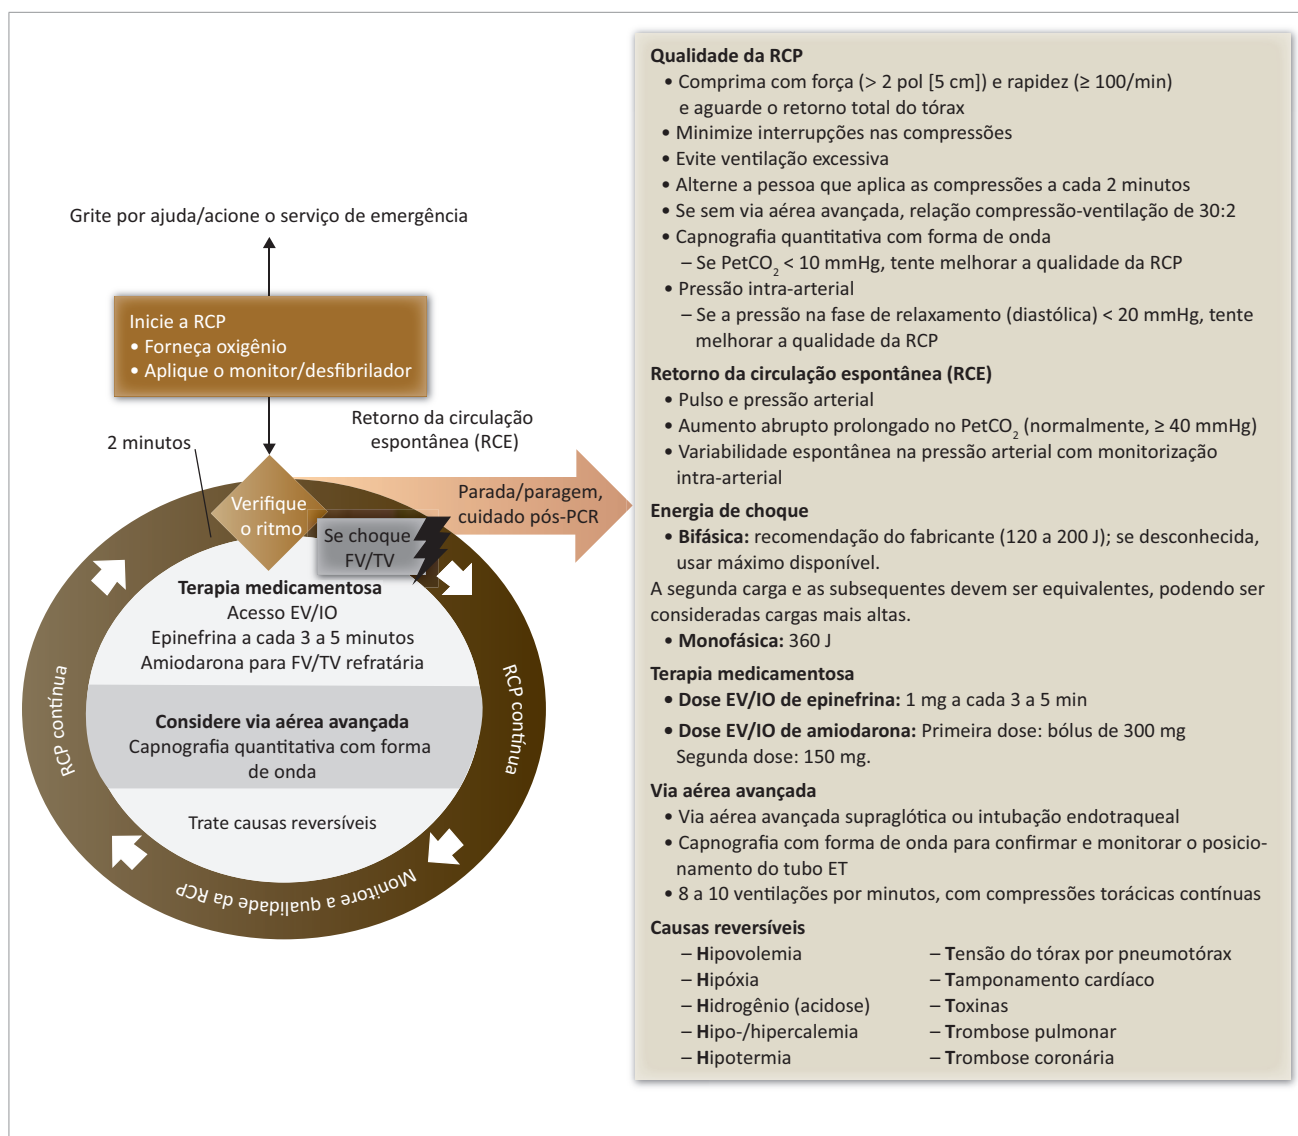 Grite por ajuda/acione o serviço de emergência
Inicie a RCP
• Forneça oxigênio
• Aplique o monitor/desfibrilador
2 minutos
Retorno da circulação
espontânea (RCE)
Verifique
o ritmo
Parada/paragem,
cuidado pós-PCR
Se choque
FV/TV
Terapia medicamentosa
Acesso EV/IO
Epinefrina a cada 3 a 5 minutos
Amiodarona para FV/TV refratária
Considere via aérea avançada
Capnografia quantitativa com forma
de onda
Trate causas reversíveis
RCP contínua
RCP contínua
Monitore a qualidade da RCP
Qualidade da RCP
• Comprima com força (> 2 pol [5 cm]) e rapidez (≥ 100/min)
e aguarde o retorno total do tórax
• Minimize interrupções nas compressões
• Evite ventilação excessiva
• Alterne a pessoa que aplica as compressões a cada 2 minutos
• Se sem via aérea avançada, relação compressão-ventilação de 30:2
• Capnografia quantitativa com forma de onda
– Se PetCO₂ < 10 mmHg, tente melhorar a qualidade da RCP
• Pressão intra-arterial
– Se a pressão na fase de relaxamento (diastólica) < 20 mmHg, tente
melhorar a qualidade da RCP
Retorno da circulação espontânea (RCE)
• Pulso e pressão arterial
• Aumento abrupto prolongado no PetCO₂ (normalmente, ≥ 40 mmHg)
• Variabilidade espontânea na pressão arterial com monitorização
intra-arterial
Energia de choque
• Bifásica: recomendação do fabricante (120 a 200 J); se desconhecida,
usar máximo disponível.
A segunda carga e as subsequentes devem ser equivalentes, podendo ser
consideradas cargas mais altas.
• Monofásica: 360 J
Terapia medicamentosa
• Dose EV/IO de epinefrina: 1 mg a cada 3 a 5 min
• Dose EV/IO de amiodarona: Primeira dose: bólus de 300 mg
Segunda dose: 150 mg.
Via aérea avançada
• Via aérea avançada supraglótica ou intubação endotraqueal
• Capnografia com forma de onda para confirmar e monitorar o posicio-
namento do tubo ET
• 8 a 10 ventilações por minutos, com compressões torácicas contínuas
Causas reversíveis
– Hipovolemia
– Hipóxia
– Hidrogênio (acidose)
– Hipo-/hipercalemia
– Hipotermia
– Tensão do tórax por pneumotórax
– Tamponamento cardíaco
– Toxinas
– Trombose pulmonar
– Trombose coronária